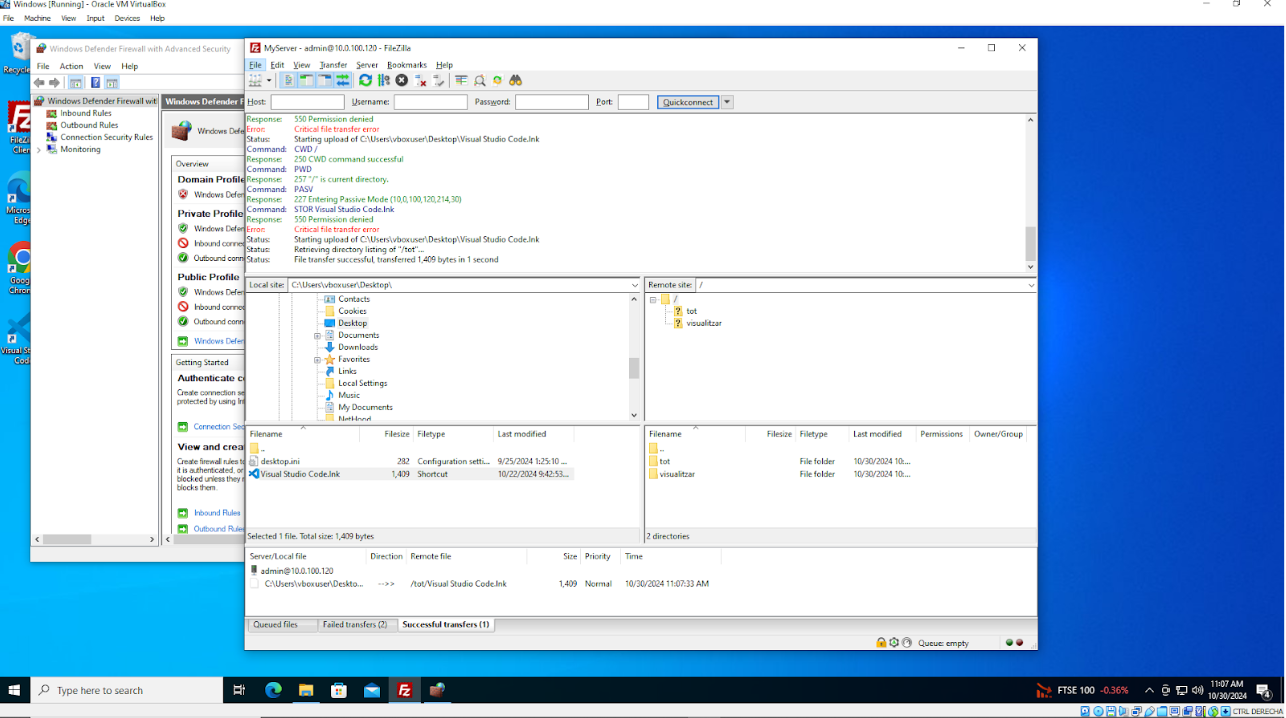 Windows [Running] - Oracle VM VirtualBox
File Machine View Input Devices Help
Recycle
FileZ
Clien
Micros
Edge
Goog
Chrom
Visual St
Code
Windows Defender Firewall with Advanced Security
File Action View Help
Windows Defender Firewall wit
Inbound Rules
Outbound Rules
Connection Security Rules
Monitoring
Windows Defender F
Windows Defe
Overview
Domain Profile
Windows Defen
Private Profile
Windows Defer
Inbound connec
Outbound conn
Public Profile
Windows Defer
Inbound connec
Outbound conn
Windows Defen
Getting Started
Authenticate c
Create connection se
protected by using In
Connection Sec
View and crea
Create firewall rules to
it is authenticated, or
blocked unless they m
blocks them.
Inbound Rules
Outbound Rules
MyServer - admin@10.0.100.120 - FileZilla
File Edit View Transfer Server Bookmarks Help
Host: Username: Password: Port: Quickconnect
Response: 550 Permission denied
Error: Critical file transfer error
Status: Starting upload of C:\Users\vboxuser\Desktop\Visual Studio Code.lnk
Command: CWD /
Response: 250 CWD command successful
Command: PWD
Response: 257 "/" is current directory.
Command: PASV
Response: 227 Entering Passive Mode (10,0,100,120,214,30)
Command: STOR Visual Studio Code.lnk
Response: 550 Permission denied
Error: Critical file transfer error
Status: Starting upload of C:\Users\vboxuser\Desktop\Visual Studio Code.lnk
Status: Retrieving directory listing of "/tot"...
Status: File transfer successful, transferred 1,409 bytes in 1 second
Local site: C:\Users\vboxuser\Desktop\
Contacts
Cookies
Desktop
Documents
Downloads
Favorites
Links
Local Settings
Music
My Documents
NetHood
Remote site: /
/
tot
visualitzar
Filename Filesize Filetype Last modified
..
desktop.ini 282 Configuration setti... 9/25/2024 1:25:10 ...
Visual Studio Code.lnk 1,409 Shortcut 10/22/2024 9:42:53...
Selected 1 file. Total size: 1,409 bytes
Filename Filesize Filetype Last modified Permissions Owner/Group
..
tot File folder 10/30/2024 10:...
visualitzar File folder 10/30/2024 10:...
2 directories
Server/Local file Direction Remote file Size Priority Time
admin@10.0.100.120
C:\Users\vboxuser\Deskto... -->> /tot/Visual Studio Code.lnk 1,409 Normal 10/30/2024 11:07:33 AM
Queued files Failed transfers (2) Successful transfers (1)
Queue: empty
Type here to search
FTSE 100 -0.36%
11:07 AM
10/30/2024
4
CTRL DERECHA